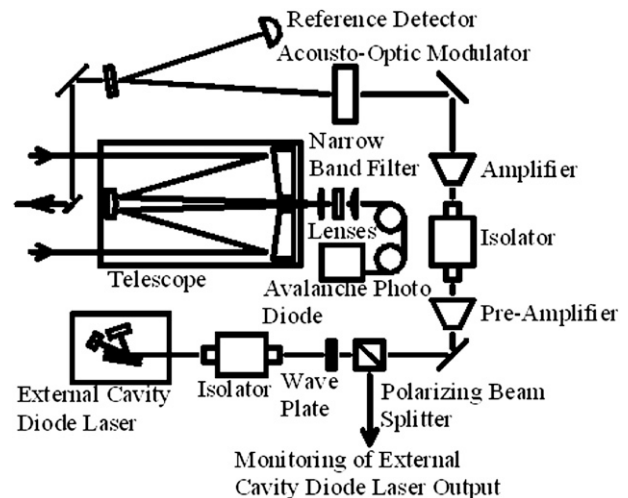 Reference Detector
Acousto-Optic Modulator
Narrow
Band Filter
Amplifier
Lenses
Isolator
Telescope
Avalanche Photo
Diode
Pre-Amplifier
External Cavity
Diode Laser
Isolator
Wave
Plate
Polarizing Beam
Splitter
Monitoring of External
Cavity Diode Laser Output